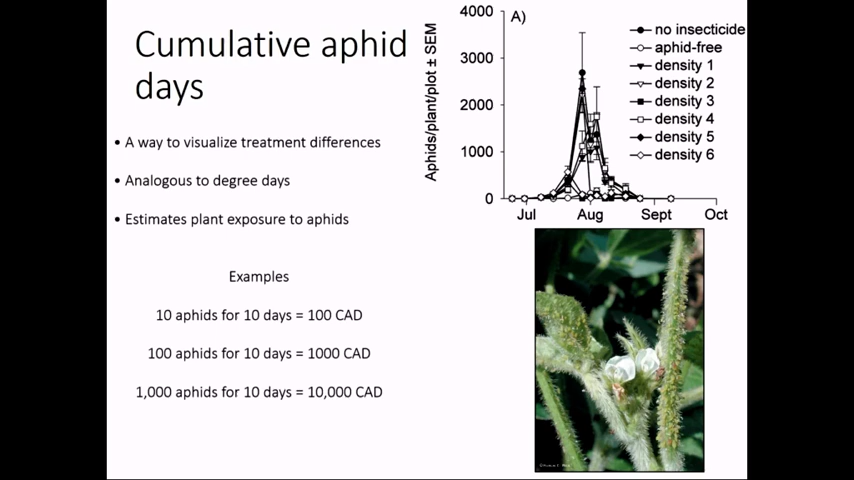 Cumulative aphid
days
• A way to visualize treatment differences
• Analogous to degree days
• Estimates plant exposure to aphids
Examples
10 aphids for 10 days = 100 CAD
100 aphids for 10 days = 1000 CAD
1,000 aphids for 10 days = 10,000 CAD
A)
Aphids/plant/plot ± SEM
4000
3000
2000
1000
0
Jul Aug Sept Oct
no insecticide
aphid-free
density 1
density 2
density 3
density 4
density 5
density 6